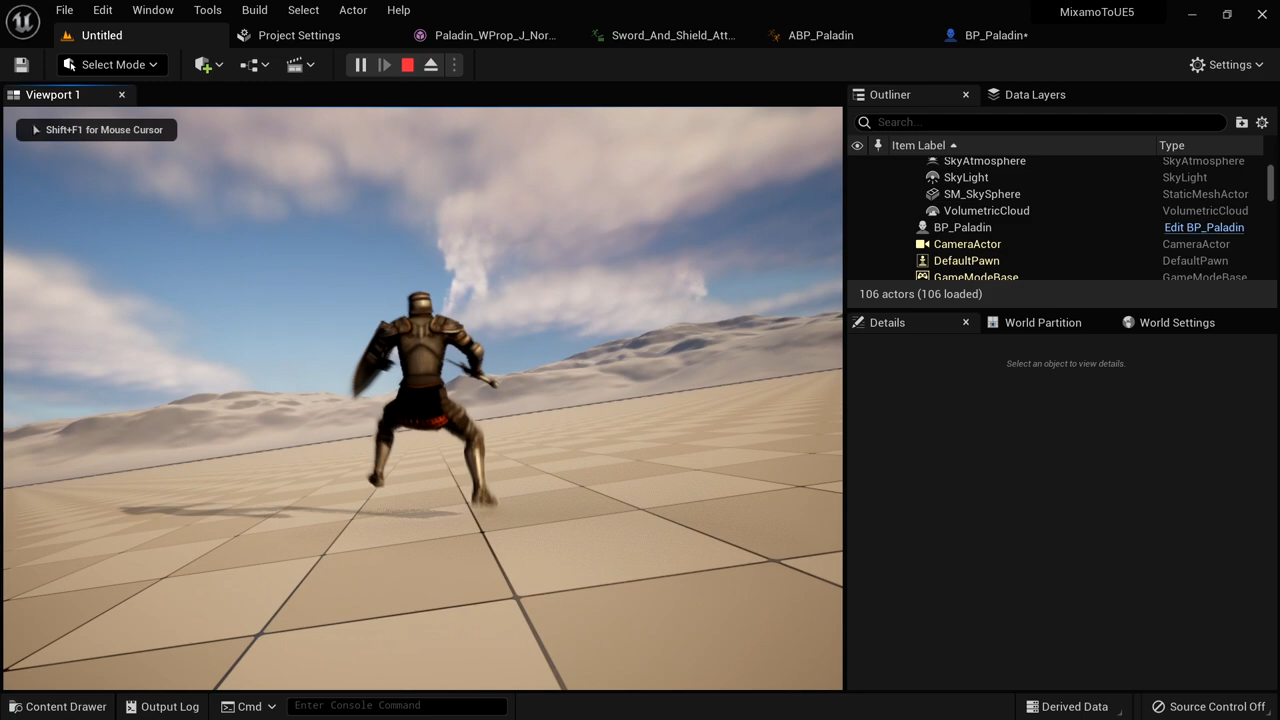 File Edit Window Tools Build Select Actor Help
MixamoToUE5
Untitled Project Settings Paladin_WProp_J_Nor... Sword_And_Shield_Att... ABP_Paladin BP_Paladin*
Select Mode Settings
Viewport 1
Shift+F1 for Mouse Cursor
Outliner Data Layers
Search...
Item Label Type
SkyAtmosphere SkyAtmosphere
SkyLight SkyLight
SM_SkySphere StaticMeshActor
VolumetricCloud VolumetricCloud
BP_Paladin Edit BP_Paladin
CameraActor CameraActor
DefaultPawn DefaultPawn
GameModeBase GameModeBase
106 actors (106 loaded)
Details World Partition World Settings
Select an object to view details.
Content Drawer Output Log Cmd Enter Console Command Derived Data Source Control Off